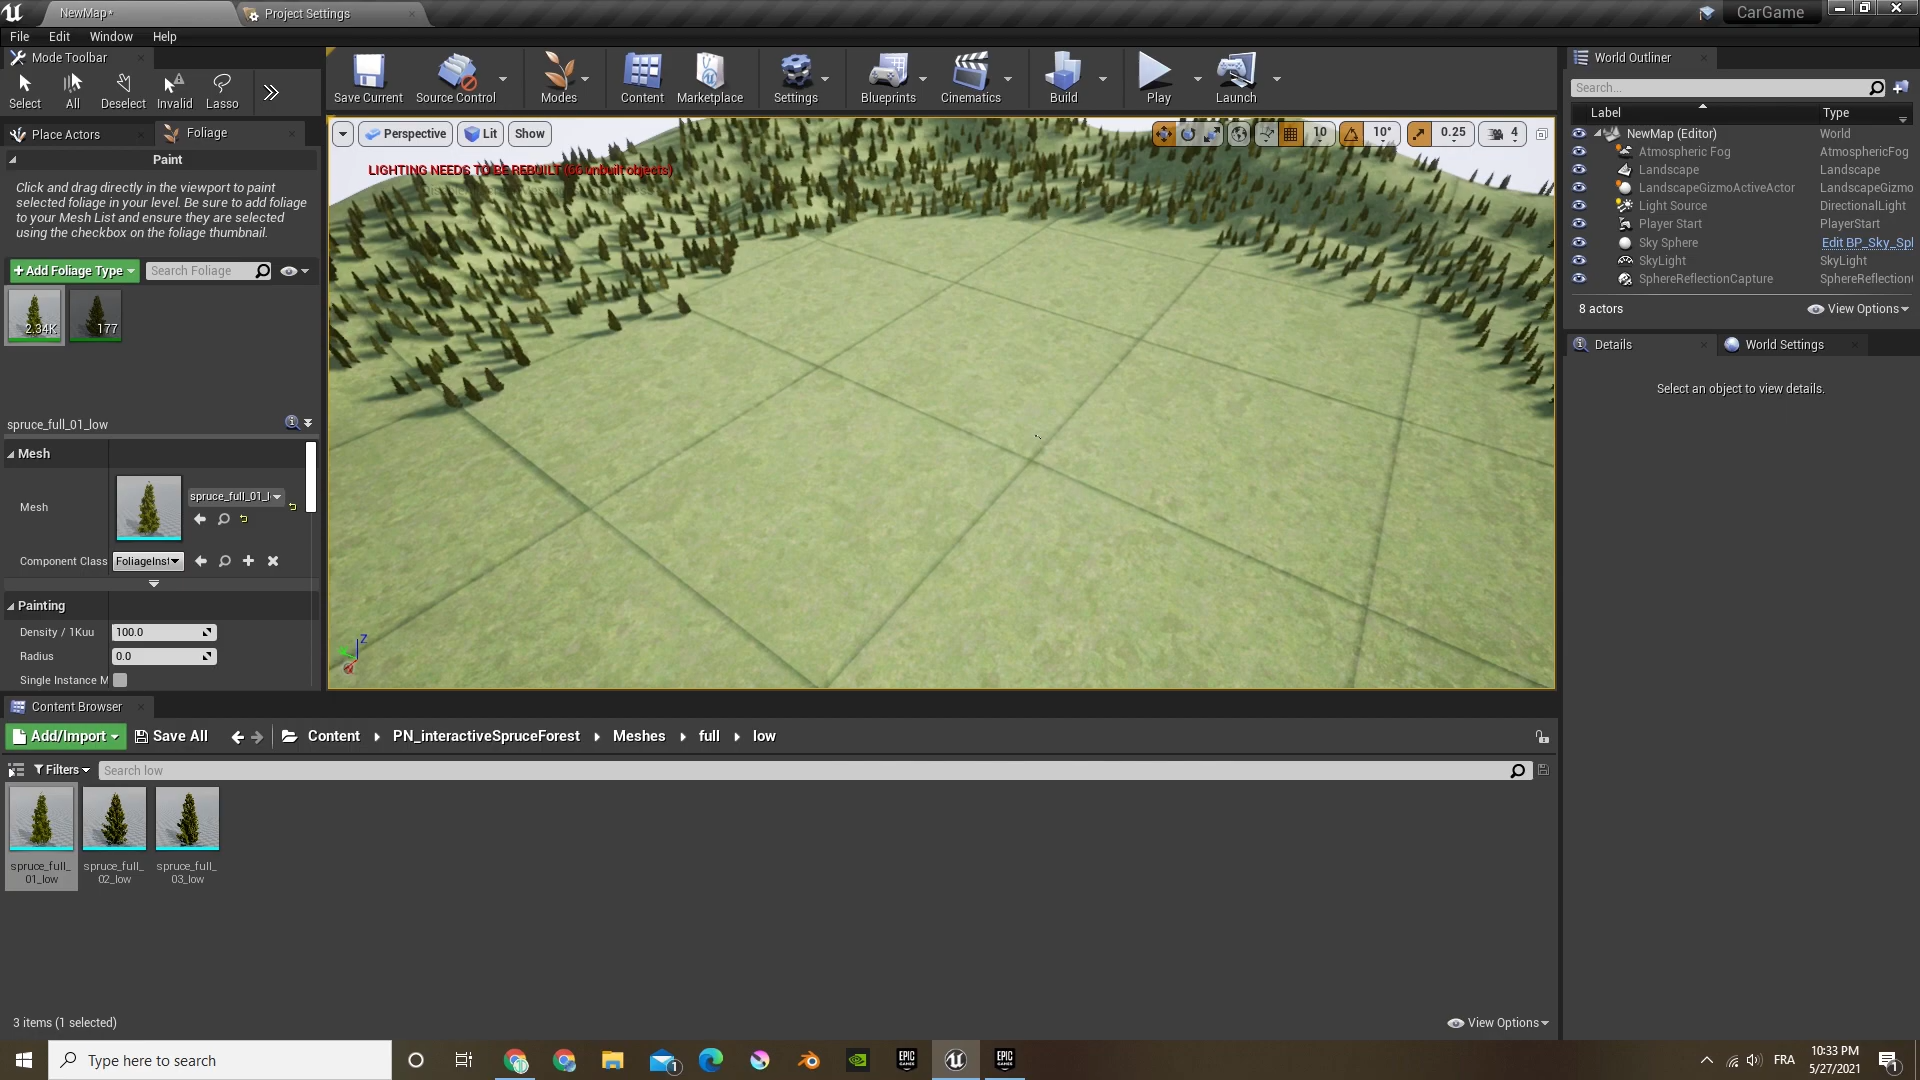 NewMap*
Project Settings
CarGame
File Edit Window Help
Mode Toolbar
Select All Deselect Invalid Lasso
Save Current Source Control Modes Content Marketplace Settings Blueprints Cinematics Build Play Launch
Place Actors Foliage
Paint
Click and drag directly in the viewport to paint
selected foliage in your level. Be sure to add foliage
to your Mesh List and ensure they are selected
using the checkbox on the foliage thumbnail.
+Add Foliage Type Search Foliage
2.34K 177
spruce_full_01_low
Mesh
Mesh spruce_full_01_l
Component Class FoliageInst
Painting
Density / 1Kuu 100.0
Radius 0.0
Single Instance M
Perspective Lit Show
10 10° 0.25 4
LIGHTING NEEDS TO BE REBUILT (66 unbuilt objects)
Z
World Outliner
Search...
Label Type
NewMap (Editor) World
Atmospheric Fog AtmosphericFog
Landscape Landscape
LandscapeGizmoActiveActor LandscapeGizmo
Light Source DirectionalLight
Player Start PlayerStart
Sky Sphere Edit BP_Sky_Spl
SkyLight SkyLight
SphereReflectionCapture SphereReflection
8 actors View Options
Details World Settings
Select an object to view details.
Content Browser
Add/Import Save All Content PN_interactiveSpruceForest Meshes full low
Filters Search low
spruce_full_
01_low
spruce_full_
02_low
spruce_full_
03_low
3 items (1 selected)
View Options
Type here to search
1
EPIC
GAMES
EPIC
GAMES
FRA
10:33 PM
5/27/2021
1